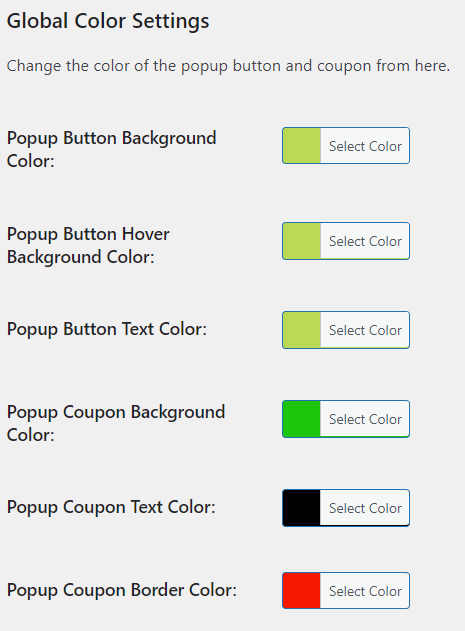 Global Color Settings
Change the color of the popup button and coupon from here.
Popup Button Background
Color:
Select Color
Popup Button Hover
Background Color:
Select Color
Popup Button Text Color:
Select Color
Popup Coupon Background
Color:
Select Color
Popup Coupon Text Color:
Select Color
Popup Coupon Border Color:
Select Color